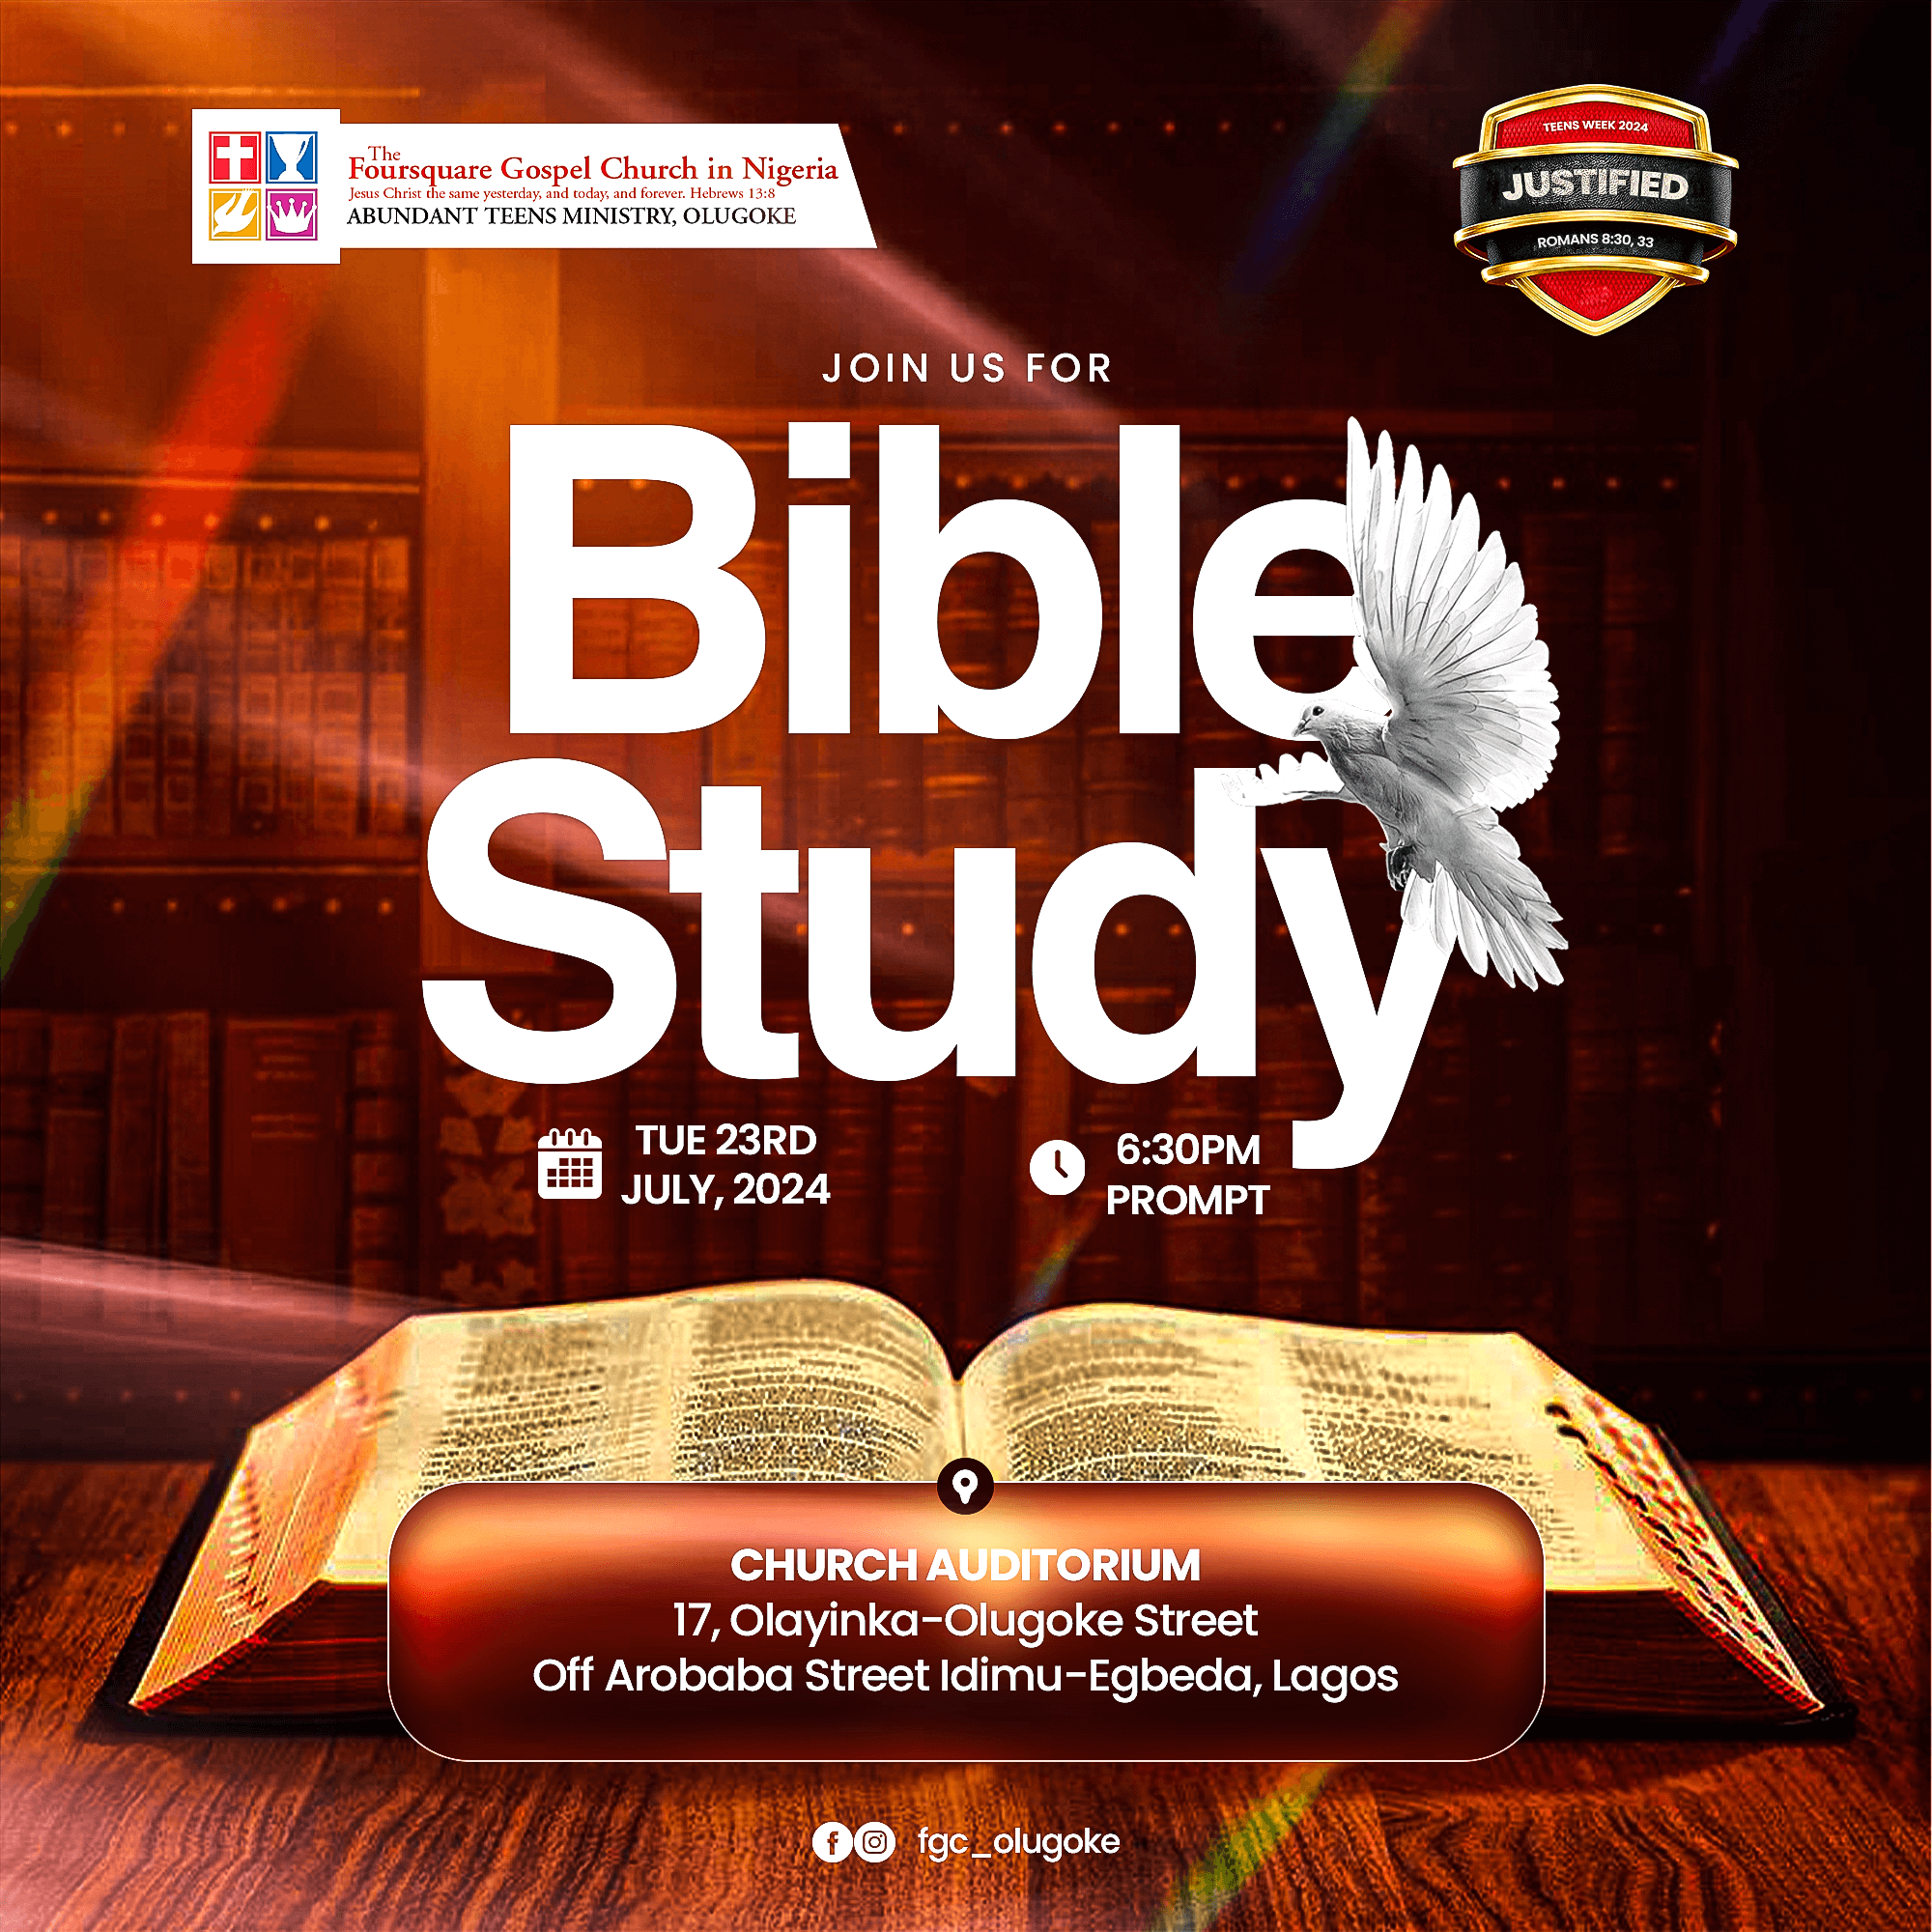 The
Foursquare Gospel Church in Nigeria
Jesus Christ the same yesterday, and today, and forever. Hebrews 13:8
ABUNDANT TEENS MINISTRY, OLUGOKE
TEENS WEEK 2024
JUSTIFIED
ROMANS 8:30, 33
JOIN US FOR
Bible
Study
TUE 23RD
JULY, 2024
6:30PM
PROMPT
CHURCH AUDITORIUM
17, Olayinka-Olugoke Street
Off Arobaba Street Idimu-Egbeda, Lagos
fgc_olugoke